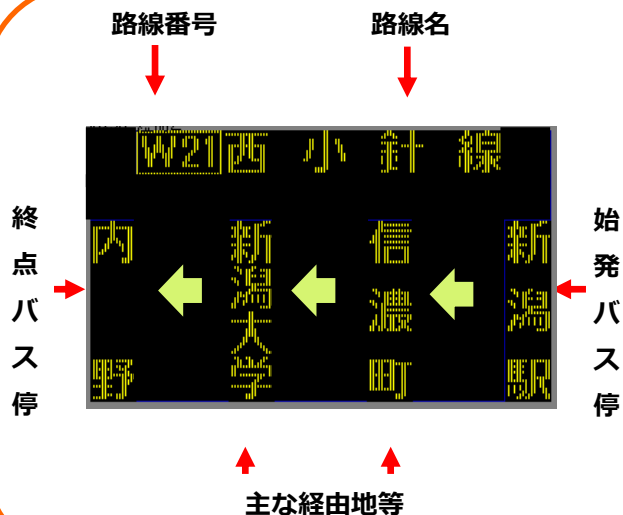 路線番号
路線名
W21 西小針線
終点バス停
内野
新潟大学
信濃町
新潟駅
始発バス停
主な経由地等